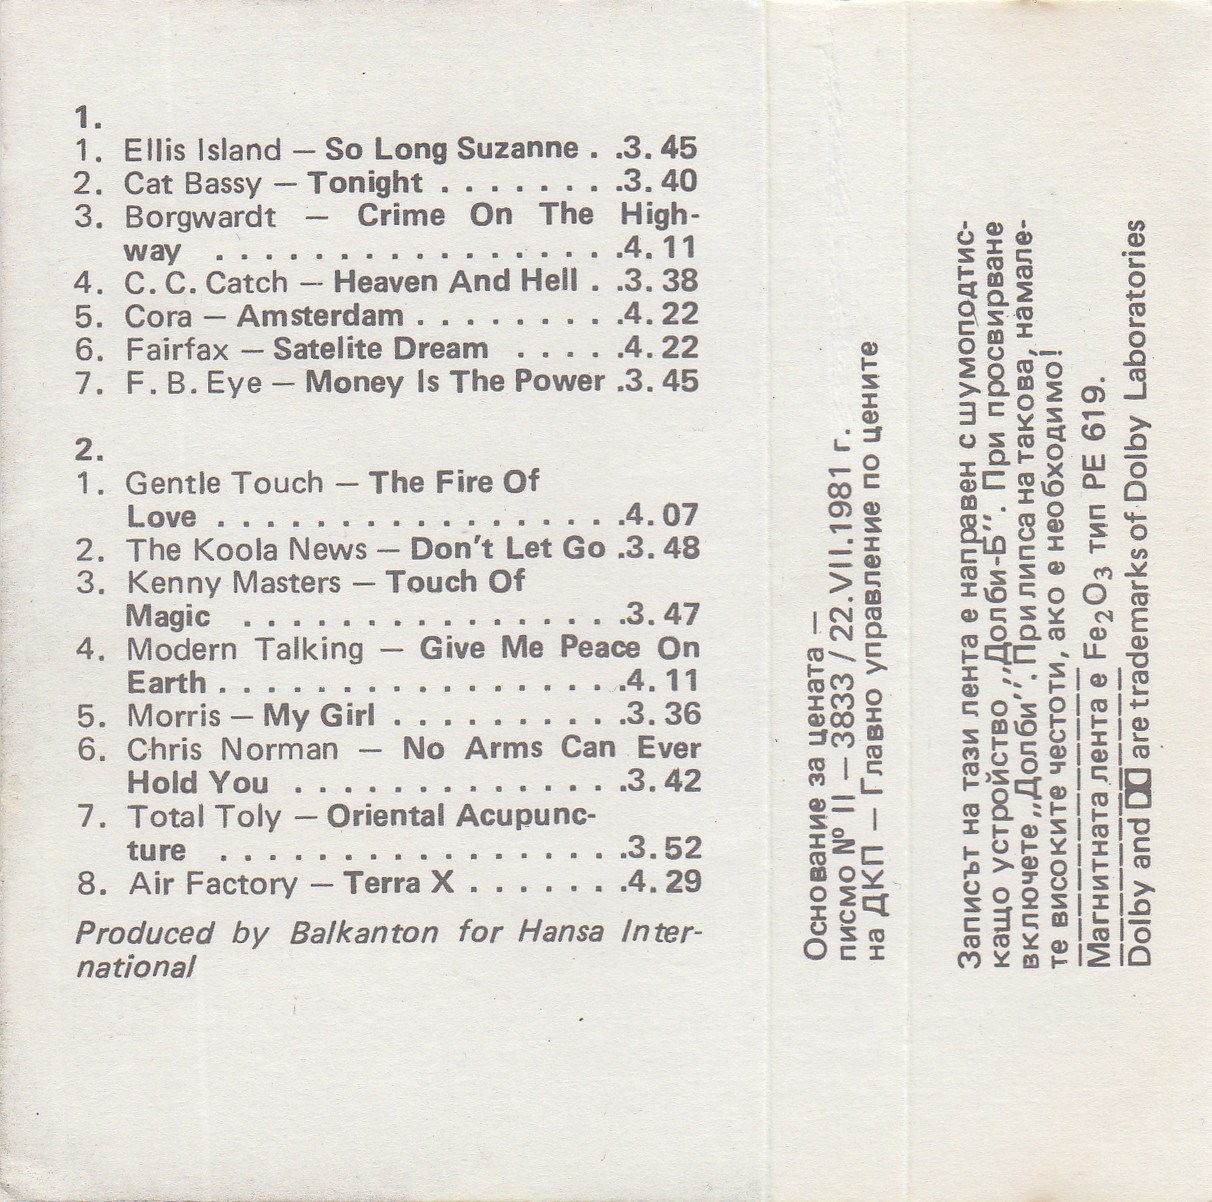 1.
1. Ellis Island – So Long Suzanne . .3. 45
2. Cat Bassy – Tonight . . . . . . . .3. 40
3. Borgwardt – Crime On The High-
way . . . . . . . . . . . . . . . . .4. 11
4. C. C. Catch – Heaven And Hell . .3. 38
5. Cora – Amsterdam . . . . . . . . .4. 22
6. Fairfax – Satelite Dream . . . . .4. 22
7. F. B. Eye – Money Is The Power .3. 45
2.
1. Gentle Touch – The Fire Of
Love . . . . . . . . . . . . . . . . . .4. 07
2. The Koola News – Don't Let Go .3. 48
3. Kenny Masters – Touch Of
Magic . . . . . . . . . . . . . . . .3. 47
4. Modern Talking – Give Me Peace On
Earth . . . . . . . . . . . . . . . . .4. 11
5. Morris – My Girl . . . . . . . . . .3. 36
6. Chris Norman – No Arms Can Ever
Hold You . . . . . . . . . . . . . .3. 42
7. Total Toly – Oriental Acupunc-
ture . . . . . . . . . . . . . . . . .3. 52
8. Air Factory – Terra X . . . . . . .4. 29
Produced by Balkanton for Hansa Inter-
national
Основание за цената –
писмо № II – 3833 / 22.VII.1981 г.
на ДКП – Главно управление по цените
Записът на тази лента е направен с шумоподтис-
кащо устройство ,,Долби-Б". При просвирване
включете ,,Долби". При липса на такова, намале-
те високите честоти, ако е необходимо!
Магнитната лента е Fe2O3 тип PE 619.
Dolby and are trademarks of Dolby Laboratories